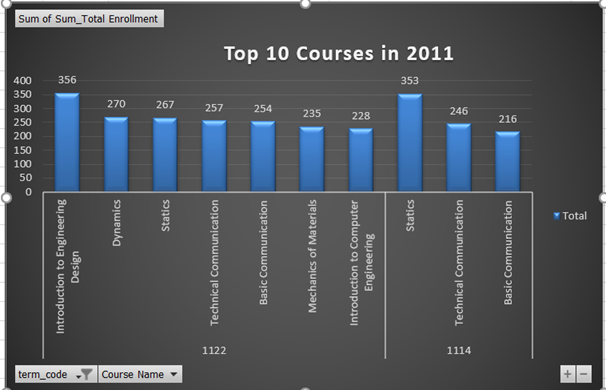 Sum of Sum_Total Enrollment
Top 10 Courses in 2011
400
350
300
250
200
150
100
50
0
356
270
267
257
254
235
228
353
246
216
Introduction to Engineering
Design
Dynamics
Statics
Technical Communication
Basic Communication
Mechanics of Materials
Introduction to Computer
Engineering
Statics
Technical Communication
Basic Communication
1122
1114
Total
term_code
Course Name
+ −